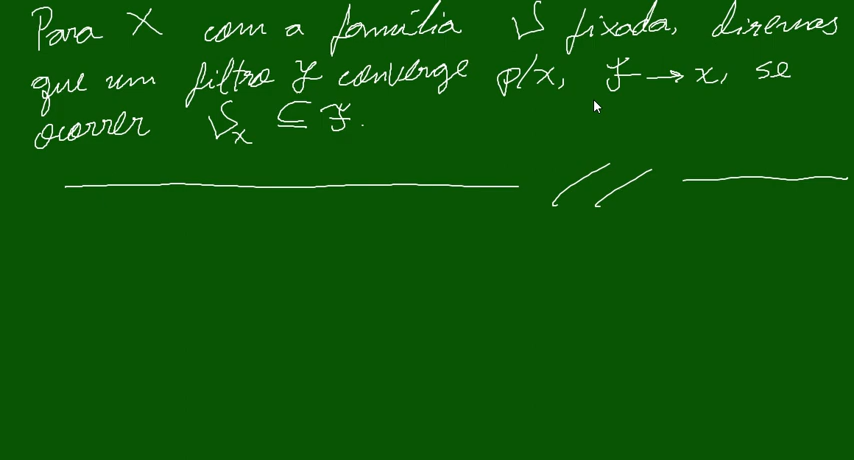 Para X com a família 𝒱 fixada, diremos
que um filtro ℱ converge p/x, ℱ → x, se
ocorrer 𝒱ₓ ⊆ ℱ.